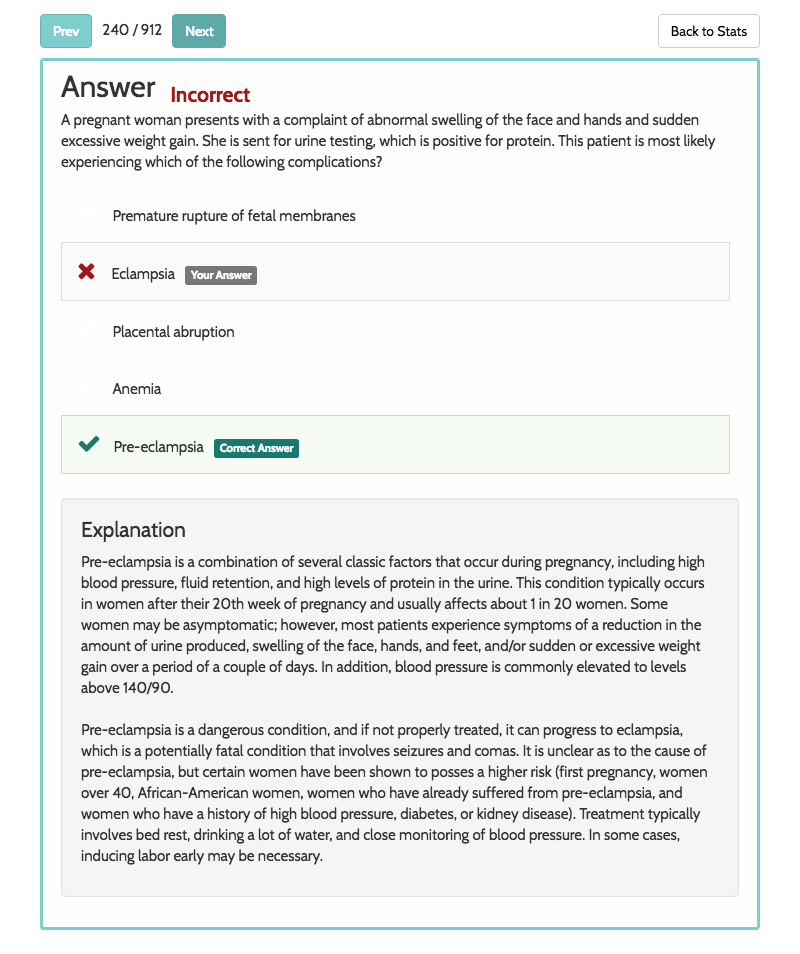 Prev 240 / 912 Next Back to Stats
Answer Incorrect
A pregnant woman presents with a complaint of abnormal swelling of the face and hands and sudden
excessive weight gain. She is sent for urine testing, which is positive for protein. This patient is most likely
experiencing which of the following complications?
Premature rupture of fetal membranes
Eclampsia Your Answer
Placental abruption
Anemia
Pre-eclampsia Correct Answer
Explanation
Pre-eclampsia is a combination of several classic factors that occur during pregnancy, including high
blood pressure, fluid retention, and high levels of protein in the urine. This condition typically occurs
in women after their 20th week of pregnancy and usually affects about 1 in 20 women. Some
women may be asymptomatic; however, most patients experience symptoms of a reduction in the
amount of urine produced, swelling of the face, hands, and feet, and/or sudden or excessive weight
gain over a period of a couple of days. In addition, blood pressure is commonly elevated to levels
above 140/90.
Pre-eclampsia is a dangerous condition, and if not properly treated, it can progress to eclampsia,
which is a potentially fatal condition that involves seizures and comas. It is unclear as to the cause of
pre-eclampsia, but certain women have been shown to posses a higher risk (first pregnancy, women
over 40, African-American women, women who have already suffered from pre-eclampsia, and
women who have a history of high blood pressure, diabetes, or kidney disease). Treatment typically
involves bed rest, drinking a lot of water, and close monitoring of blood pressure. In some cases,
inducing labor early may be necessary.